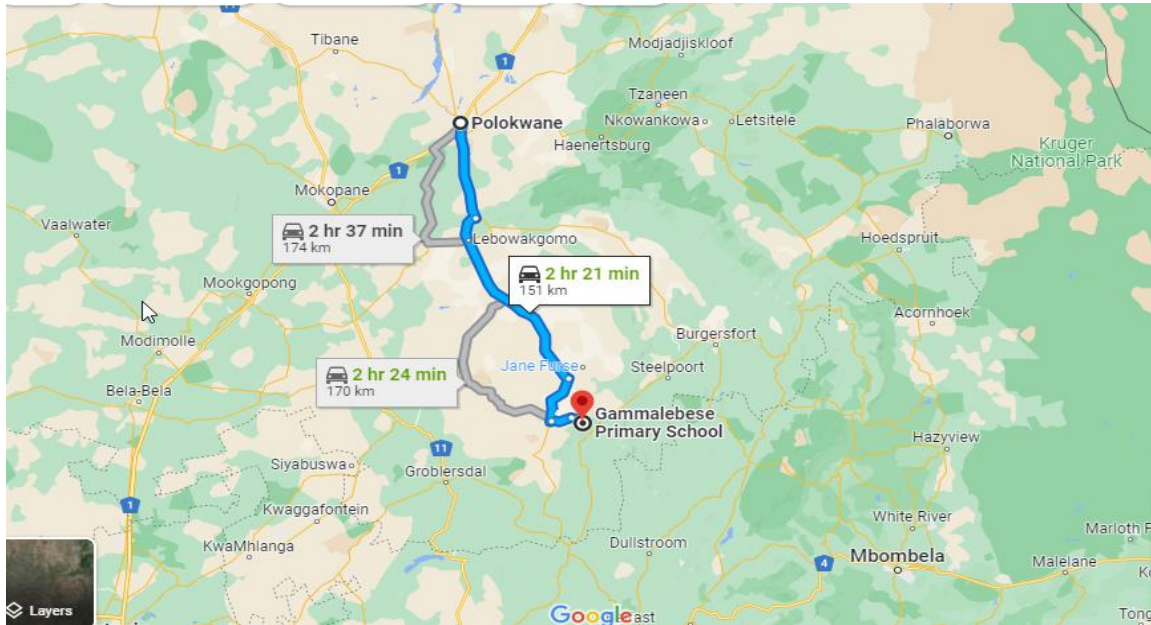 11
1
Tibane
Modjadjiskloof
Tzaneen
Nkowankowa
Letsitele
Polokwane
Haenertsburg
Phalaborwa
Kruger
National Park
1
Mokopane
Vaalwater
2 hr 37 min
174 km
Lebowakgomo
Hoedspruit
2 hr 21 min
151 km
Mookgopong
Acornhoek
Modimolle
Burgersfort
Jane Furse
Steelpoort
2 hr 24 min
170 km
Bela-Bela
Gammalebese
Primary School
Hazyview
11
Siyabuswa
Groblersdal
1
Kwaggafontein
White River
Marloth
KwaMhlanga
Dullstroom
Mbombela
4
Malelane
Layers
Google